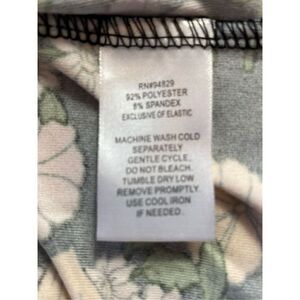 RN#94829
92% POLYESTER
8% SPANDEX
EXCLUSIVE OF ELASTIC
MACHINE WASH COLD
SEPARATELY
GENTLE CYCLE,
DO NOT BLEACH.
TUMBLE DRY LOW
REMOVE PROMPTLY.
USE COOL IRON
IF NEEDED.